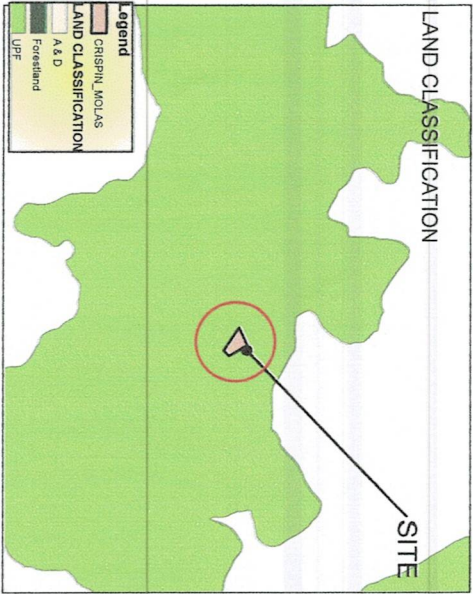 LAND CLASSIFICATION
SITE
Legend
CRISPIN_MOLAS
LAND CLASSIFICATION
A & D
Forestland
UPF